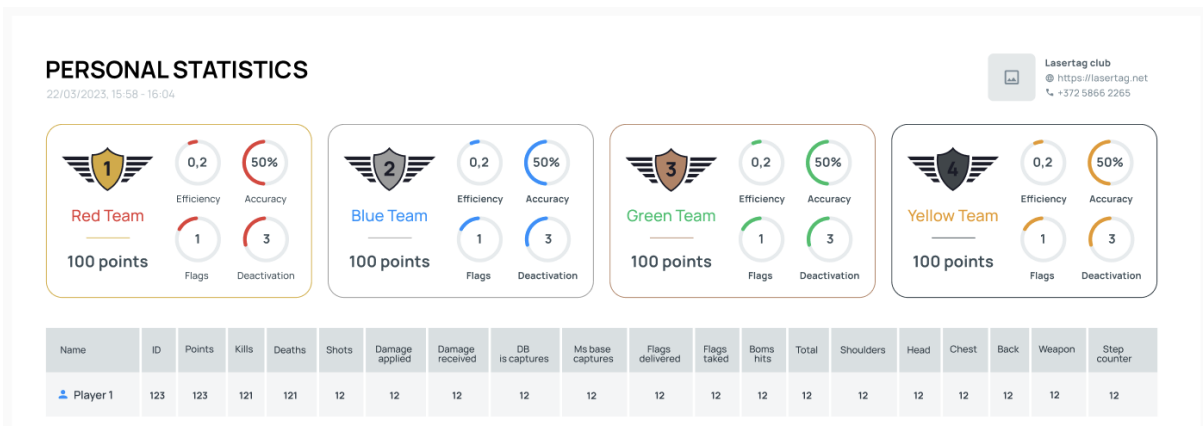 PERSONAL STATISTICS
22/03/2023, 15:58 - 16:04
Lasertag club
https://lasertag.net
+372 5866 2265
1
Red Team
100 points
0,2
Efficiency
50%
Accuracy
1
Flags
3
Deactivation
2
Blue Team
100 points
0,2
Efficiency
50%
Accuracy
1
Flags
3
Deactivation
3
Green Team
100 points
0,2
Efficiency
50%
Accuracy
1
Flags
3
Deactivation
4
Yellow Team
100 points
0,2
Efficiency
50%
Accuracy
1
Flags
3
Deactivation
Name ID Points Kills Deaths Shots Damage applied Damage received DB is captures Ms base captures Flags delivered Flags taked Boms hits Total Shoulders Head Chest Back Weapon Step counter
Player 1 123 123 121 121 12 12 12 12 12 12 12 12 12 12 12 12 12 12 12